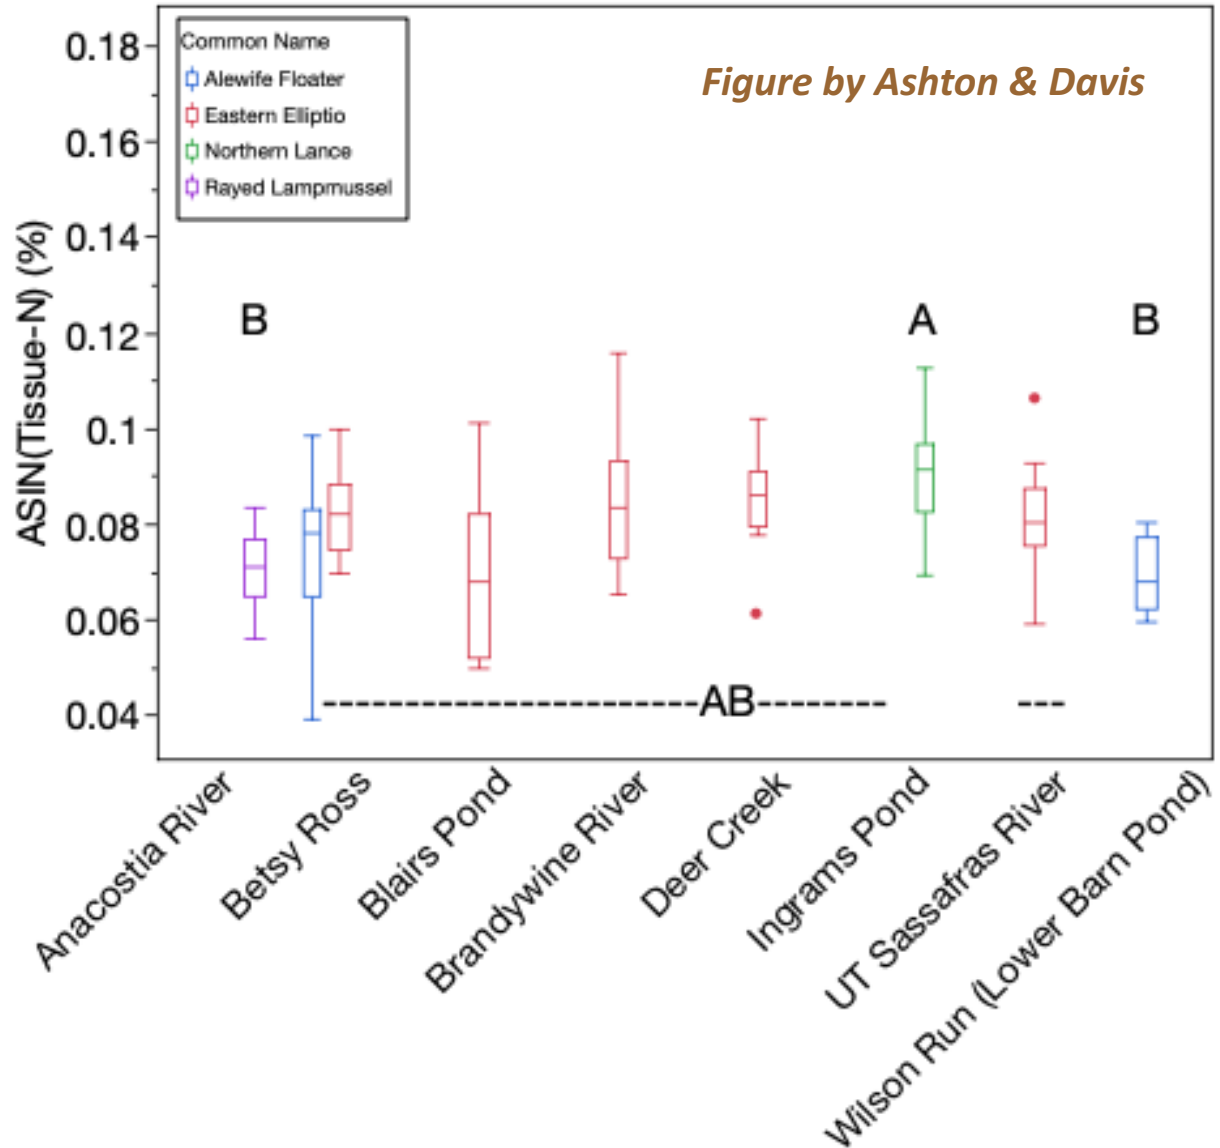 Figure by Ashton & Davis
Common Name
Alewife Floater
Eastern Elliptio
Northern Lance
Rayed Lampmussel
ASIN(Tissue-N) (%)
0.18
0.16
0.14
0.12
0.1
0.08
0.06
0.04
B
A
B
AB
Anacostia River
Betsy Ross
Blairs Pond
Brandywine River
Deer Creek
Ingrams Pond
UT Sassafras River
Wilson Run (Lower Barn Pond)